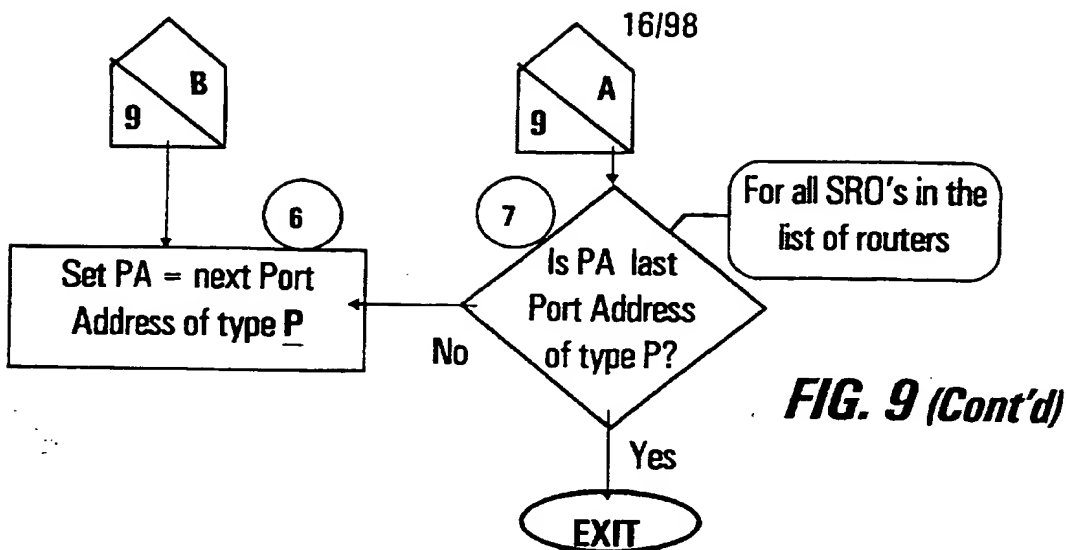 16/98
B
9
A
9
6
7
For all SRO's in the
list of routers
Set PA = next Port
Address of type P
Is PA last
Port Address
of type P?
No
FIG. 9 (Cont'd)
Yes
EXIT